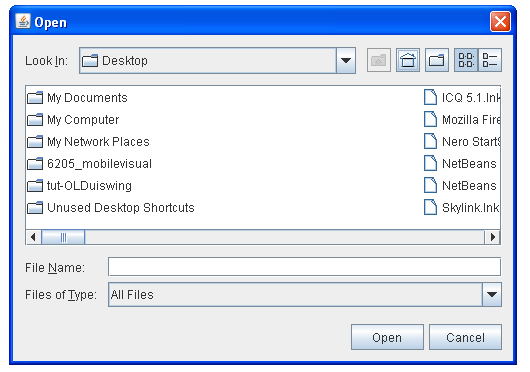 Open
Look In: Desktop
My Documents
My Computer
My Network Places
6205_mobilevisual
tut-OLDuiswing
Unused Desktop Shortcuts
ICQ 5.1.lnk
Mozilla Fire
Nero StartS
NetBeans
NetBeans
Skylink.lnk
File Name:
Files of Type: All Files
Open Cancel